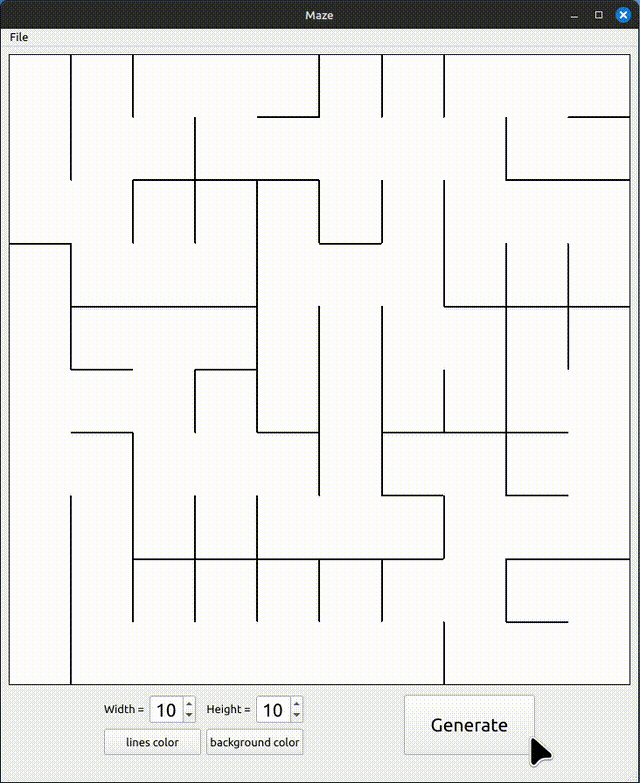 Maze
File
Width = 10 Height = 10
lines color background color
Generate